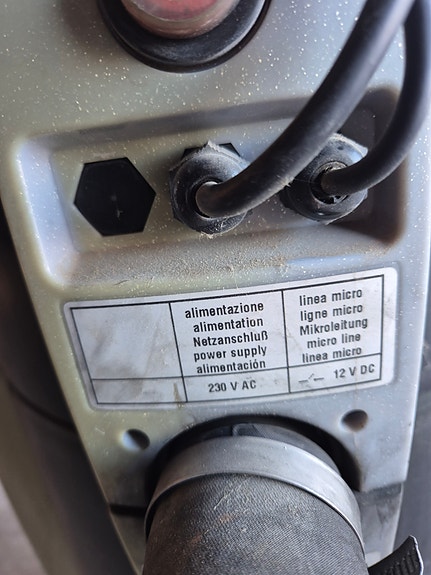 alimentazione
alimentation
Netzanschluß
power supply
alimentación
230 V AC
linea micro
ligne micro
Mikroleitung
micro line
linea micro
12 V DC